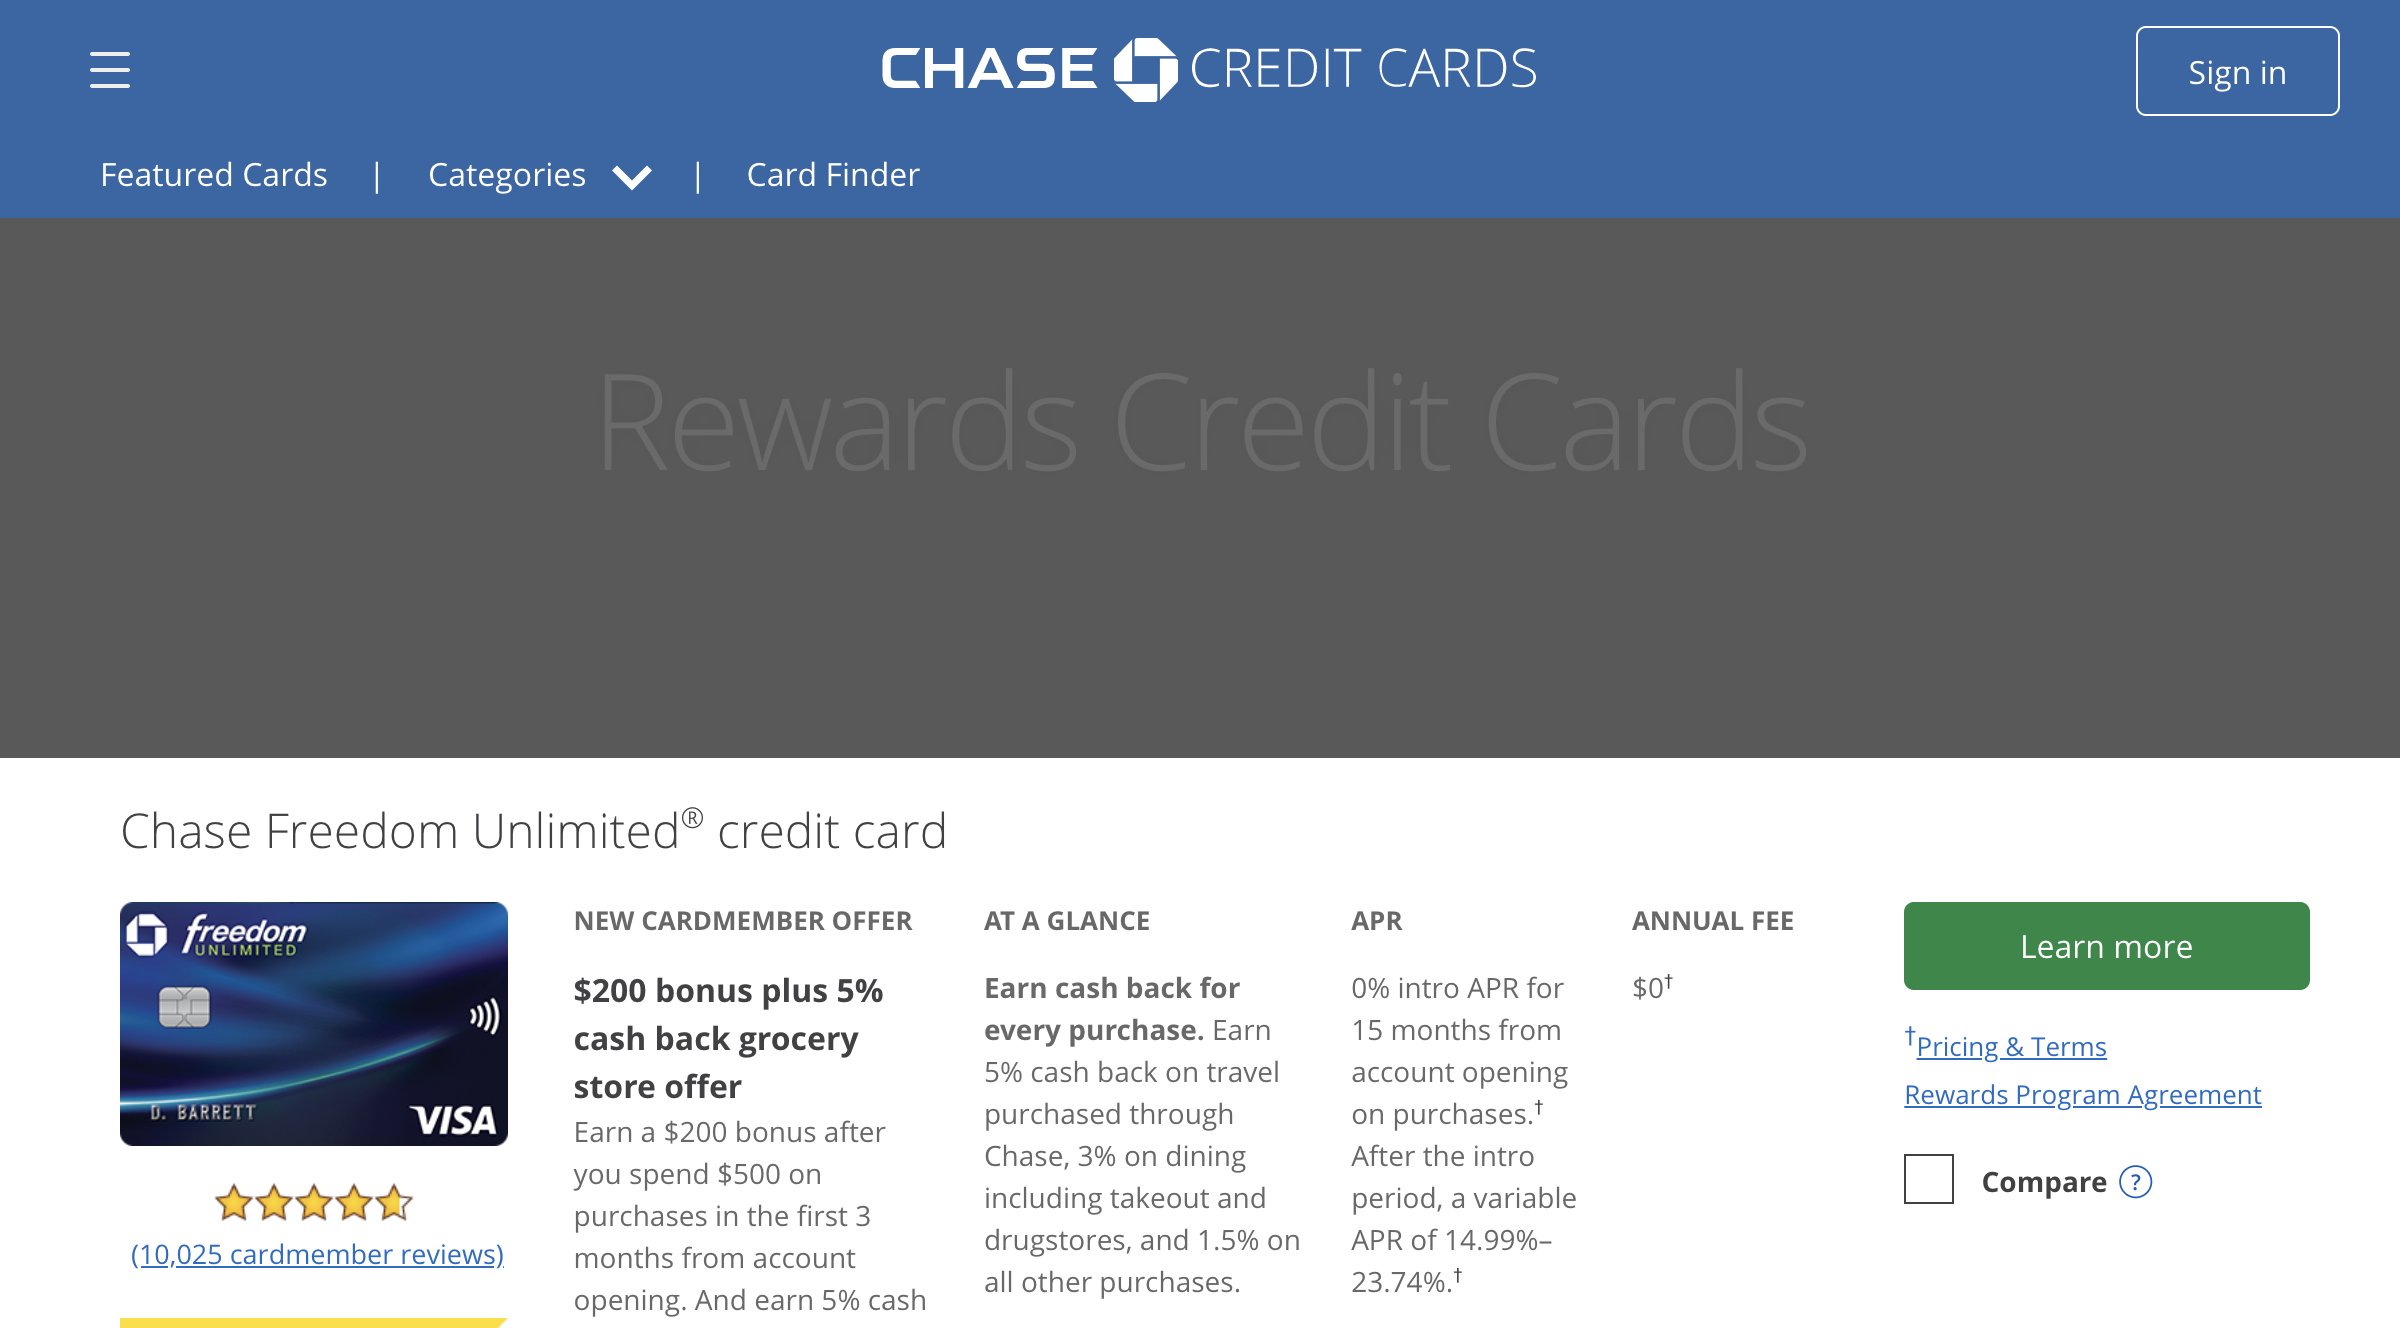 CHASE CREDIT CARDS
Sign in
Featured Cards | Categories | Card Finder
Rewards Credit Cards
Chase Freedom Unlimited® credit card
freedom
UNLIMITED
D. BARRETT
VISA
(10,025 cardmember reviews)
NEW CARDMEMBER OFFER
$200 bonus plus 5%
cash back grocery
store offer
Earn a $200 bonus after
you spend $500 on
purchases in the first 3
months from account
opening. And earn 5% cash
AT A GLANCE
Earn cash back for
every purchase. Earn
5% cash back on travel
purchased through
Chase, 3% on dining
including takeout and
drugstores, and 1.5% on
all other purchases.
APR
0% intro APR for
15 months from
account opening
on purchases.†
After the intro
period, a variable
APR of 14.99%–
23.74%.†
ANNUAL FEE
$0†
Learn more
†Pricing & Terms
Rewards Program Agreement
Compare ?